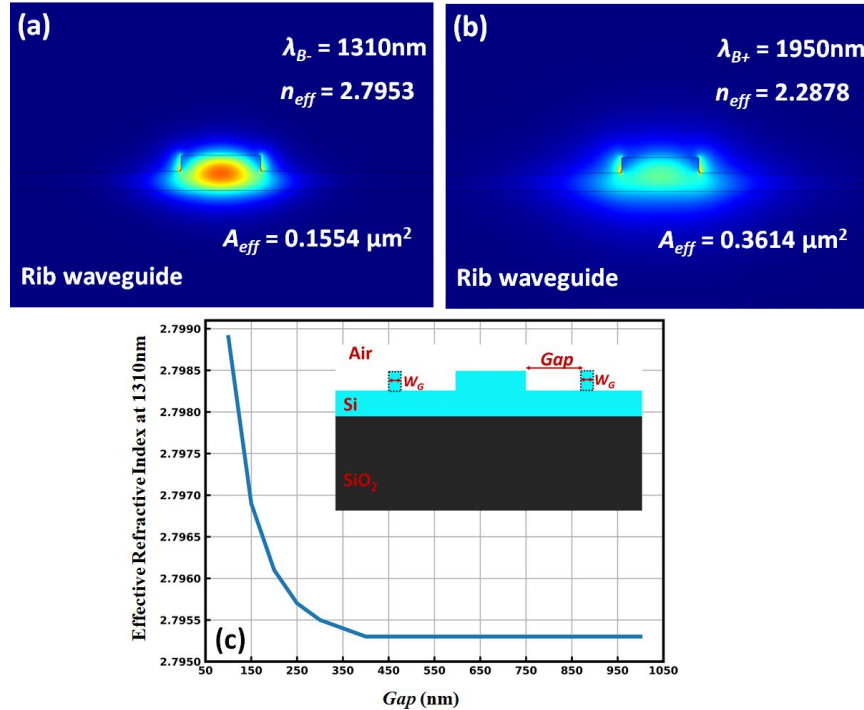 (a)
λB- = 1310nm
neff = 2.7953
Aeff = 0.1554 μm²
Rib waveguide
(b)
λB+ = 1950nm
neff = 2.2878
Aeff = 0.3614 μm²
Rib waveguide
Effective Refractive Index at 1310nm
2.7990
2.7985
2.7980
2.7975
2.7970
2.7965
2.7960
2.7955
2.7950
Air
Gap
WG
WG
Si
SiO2
(c)
50 150 250 350 450 550 650 750 850 950 1050
Gap (nm)